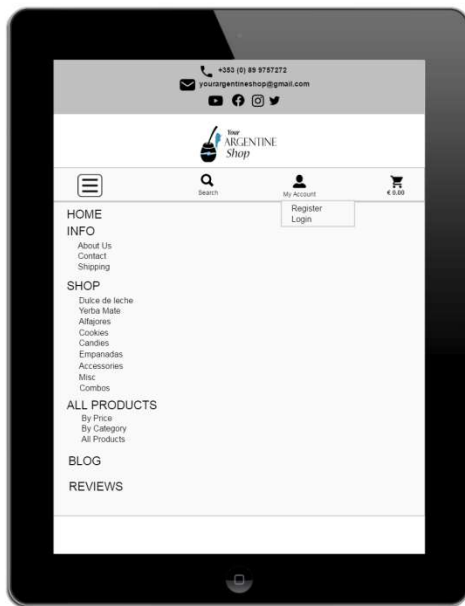 +353 (0) 89 9757272
yourargentineshop@gmail.com
Your
ARGENTINE
Shop
Search
My Account
€ 0.00
Register
Login
HOME
INFO
About Us
Contact
Shipping
SHOP
Dulce de leche
Yerba Mate
Alfajores
Cookies
Candies
Empanadas
Accessories
Misc
Combos
ALL PRODUCTS
By Price
By Category
All Products
BLOG
REVIEWS